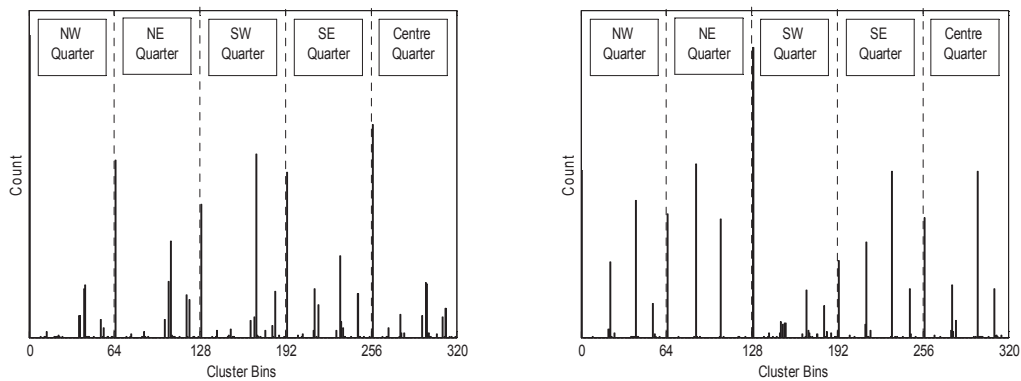 NW
Quarter
NE
Quarter
SW
Quarter
SE
Quarter
Centre
Quarter
Count
0 64 128 192 256 320
Cluster Bins
NW
Quarter
NE
Quarter
SW
Quarter
SE
Quarter
Centre
Quarter
Count
0 64 128 192 256 320
Cluster Bins